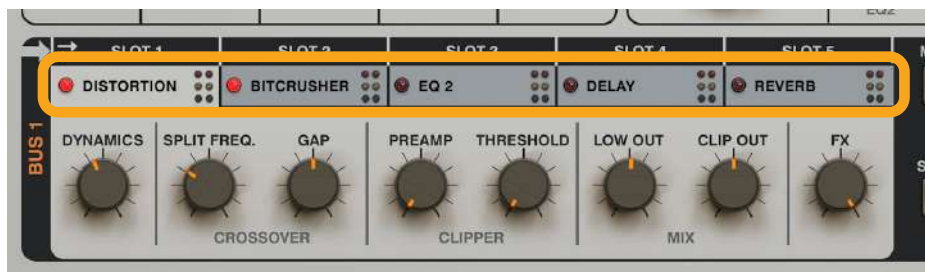 EQ2
SLOT 1 SLOT 2 SLOT 3 SLOT 4 SLOT 5
DISTORTION BITCRUSHER EQ 2 DELAY REVERB
BUS 1
DYNAMICS SPLIT FREQ. GAP PREAMP THRESHOLD LOW OUT CLIP OUT FX
CROSSOVER CLIPPER MIX